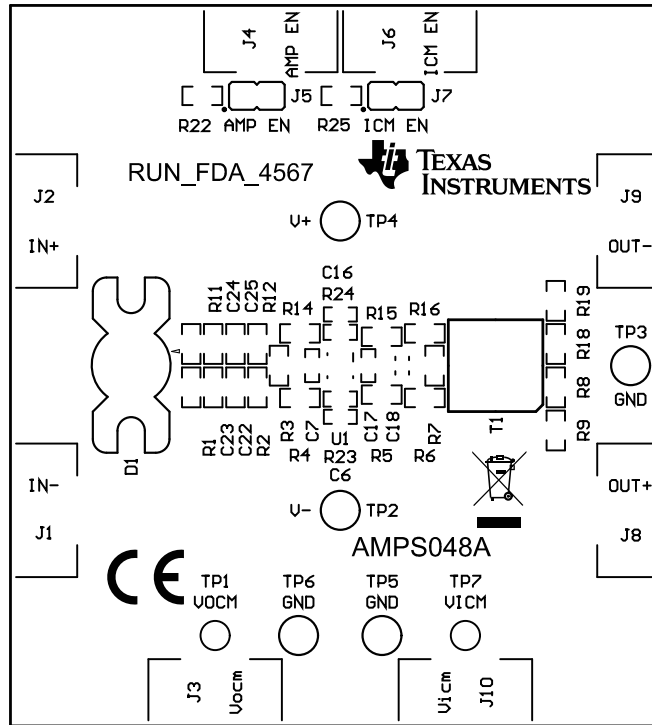 J4
AMP EN
J6
ICM EN
J5
J7
R22
AMP EN
R25
ICM EN
RUN_FDA_4567
TEXAS
INSTRUMENTS
J2
IN+
J9
OUT-
V+
TP4
C16
R24
R11
C24
C25
R12
R14
R15
R16
R19
R18
R8
R9
TP3
GND
D1
R1
C23
C22
R2
R3
R4
C7
U1
R23
C6
C17
R5
C18
R6
R7
T1
IN-
J1
V-
TP2
OUT+
J8
AMPS048A
CE
TP1
VOCM
TP6
GND
TP5
GND
TP7
VICM
J3
Vocm
Vicm
J10